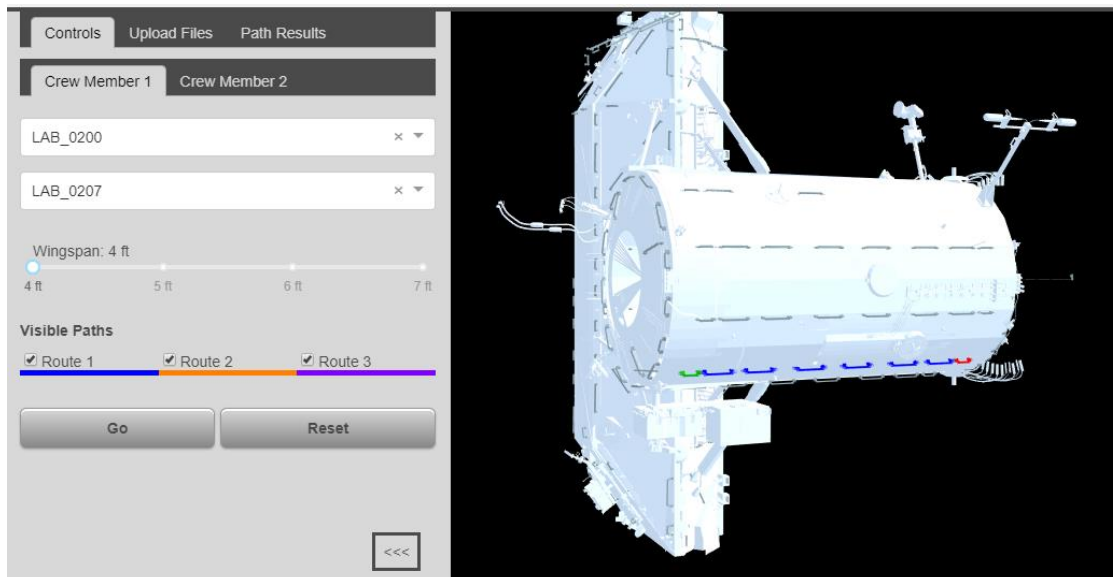 Controls Upload Files Path Results
Crew Member 1 Crew Member 2
LAB_0200 × 
LAB_0207 × 
Wingspan: 4 ft
4 ft 5 ft 6 ft 7 ft
Visible Paths
Route 1 Route 2 Route 3
Go Reset
<<<